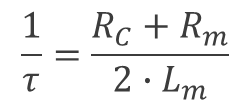 1/τ = (R_C + R_m)/(2 · L_m)